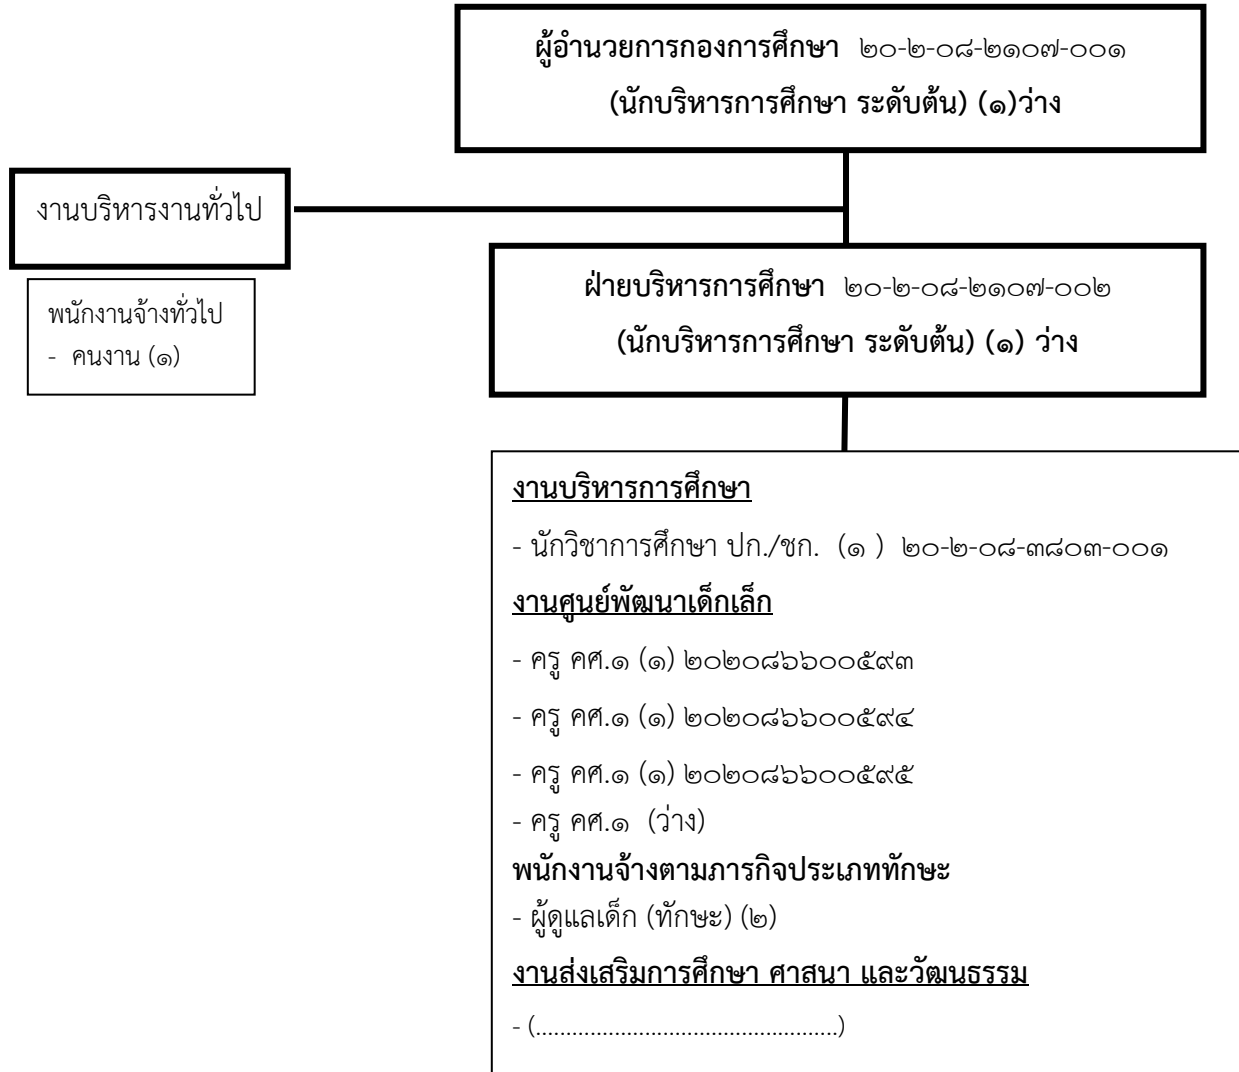 ผู้อำนวยการกองการศึกษา ๒๐-๒-๐๘-๒๑๐๗-๐๐๑
(นักบริหารการศึกษา ระดับต้น) (๑)ว่าง
งานบริหารงานทั่วไป
พนักงานจ้างทั่วไป
- คนงาน (๑)
ฝ่ายบริหารการศึกษา ๒๐-๒-๐๘-๒๑๐๗-๐๐๒
(นักบริหารการศึกษา ระดับต้น) (๑) ว่าง
งานบริหารการศึกษา
- นักวิชาการศึกษา ปก./ชก. (๑ ) ๒๐-๒-๐๘-๓๘๐๓-๐๐๑
งานศูนย์พัฒนาเด็กเล็ก
- ครู คศ.๑ (๑) ๒๐๒๐๘๖๖๐๐๕๙๓
- ครู คศ.๑ (๑) ๒๐๒๐๘๖๖๐๐๕๙๔
- ครู คศ.๑ (๑) ๒๐๒๐๘๖๖๐๐๕๙๕
- ครู คศ.๑ (ว่าง)
พนักงานจ้างตามภารกิจประเภททักษะ
- ผู้ดูแลเด็ก (ทักษะ) (๒)
งานส่งเสริมการศึกษา ศาสนา และวัฒนธรรม
- (..................................................)